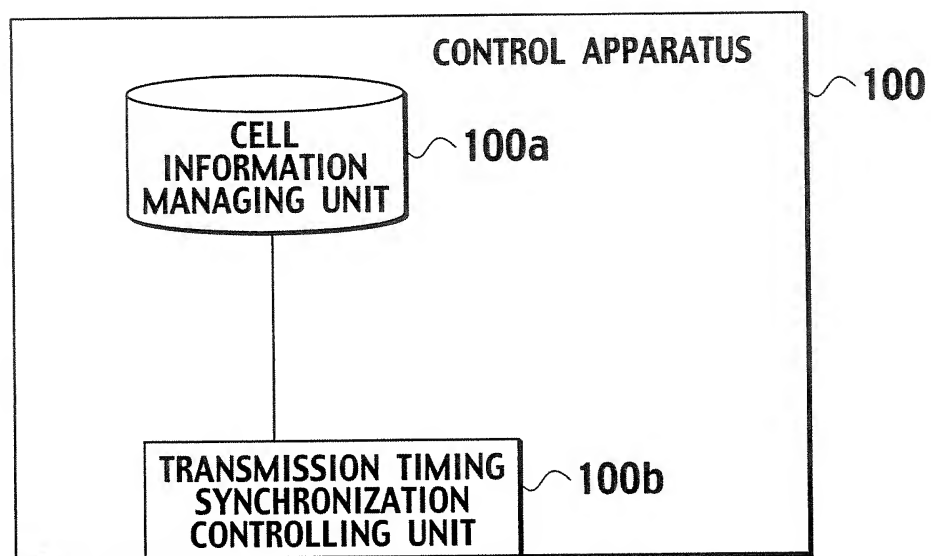 CONTROL APPARATUS
100
CELL
INFORMATION
MANAGING UNIT
100a
TRANSMISSION TIMING
SYNCHRONIZATION
CONTROLLING UNIT
100b